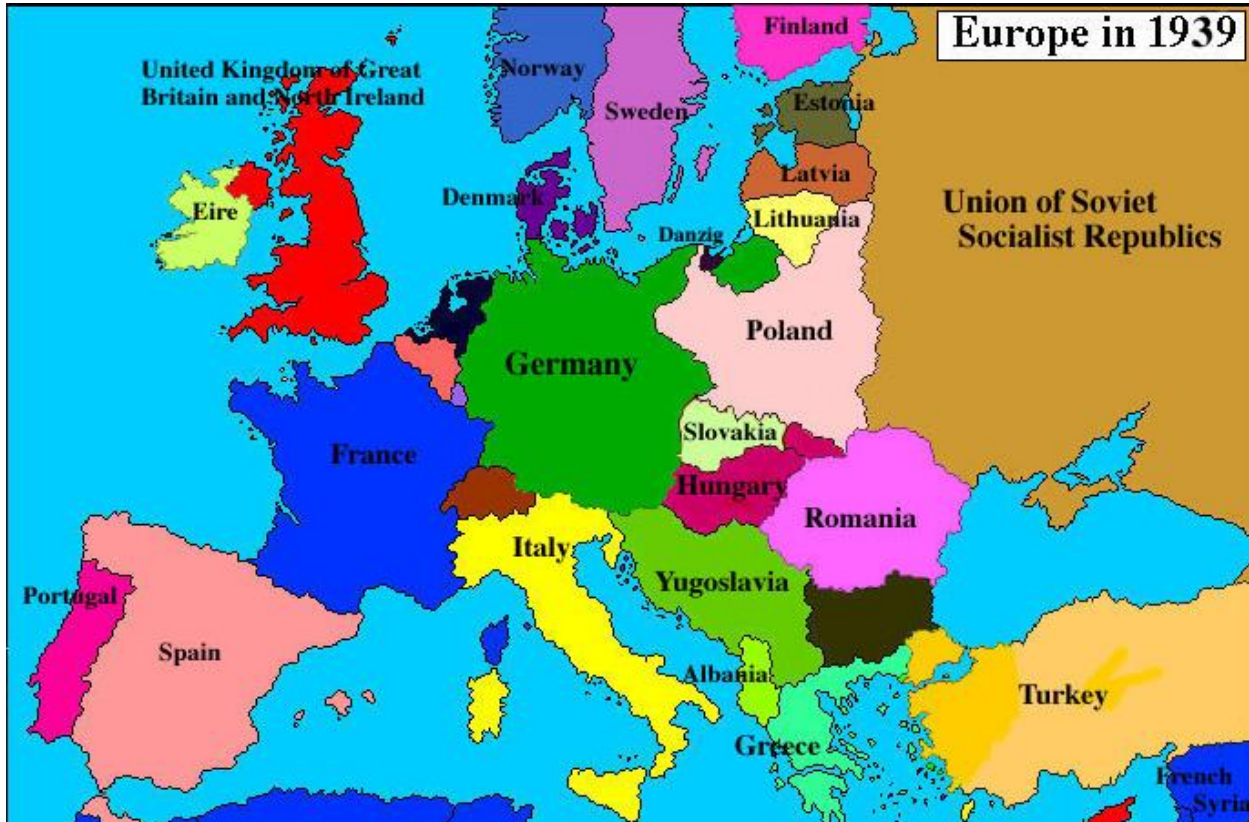 Europe in 1939
Finland
United Kingdom of Great
Britain and North Ireland
Norway
Sweden
Estonia
Latvia
Eire
Denmark
Lithuania
Danzig
Union of Soviet
Socialist Republics
Poland
Germany
Slovakia
France
Hungary
Romania
Italy
Yugoslavia
Portugal
Spain
Albania
Turkey
Greece
French
Syria